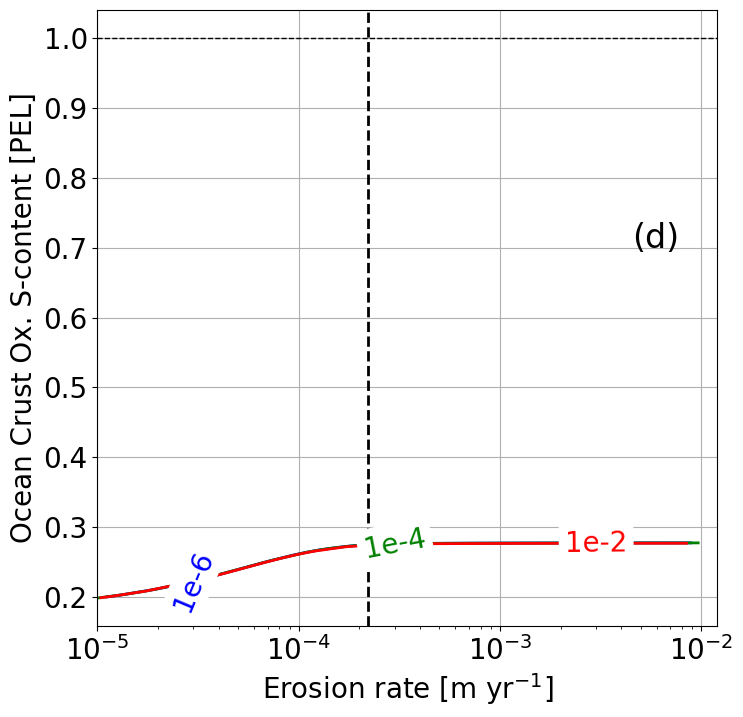 Ocean Crust Ox. S-content [PEL]
1.0
0.9
0.8
0.7
0.6
0.5
0.4
0.3
0.2
(d)
1e-6
1e-4
1e-2
10⁻⁵
10⁻⁴
10⁻³
10⁻²
Erosion rate [m yr⁻¹]